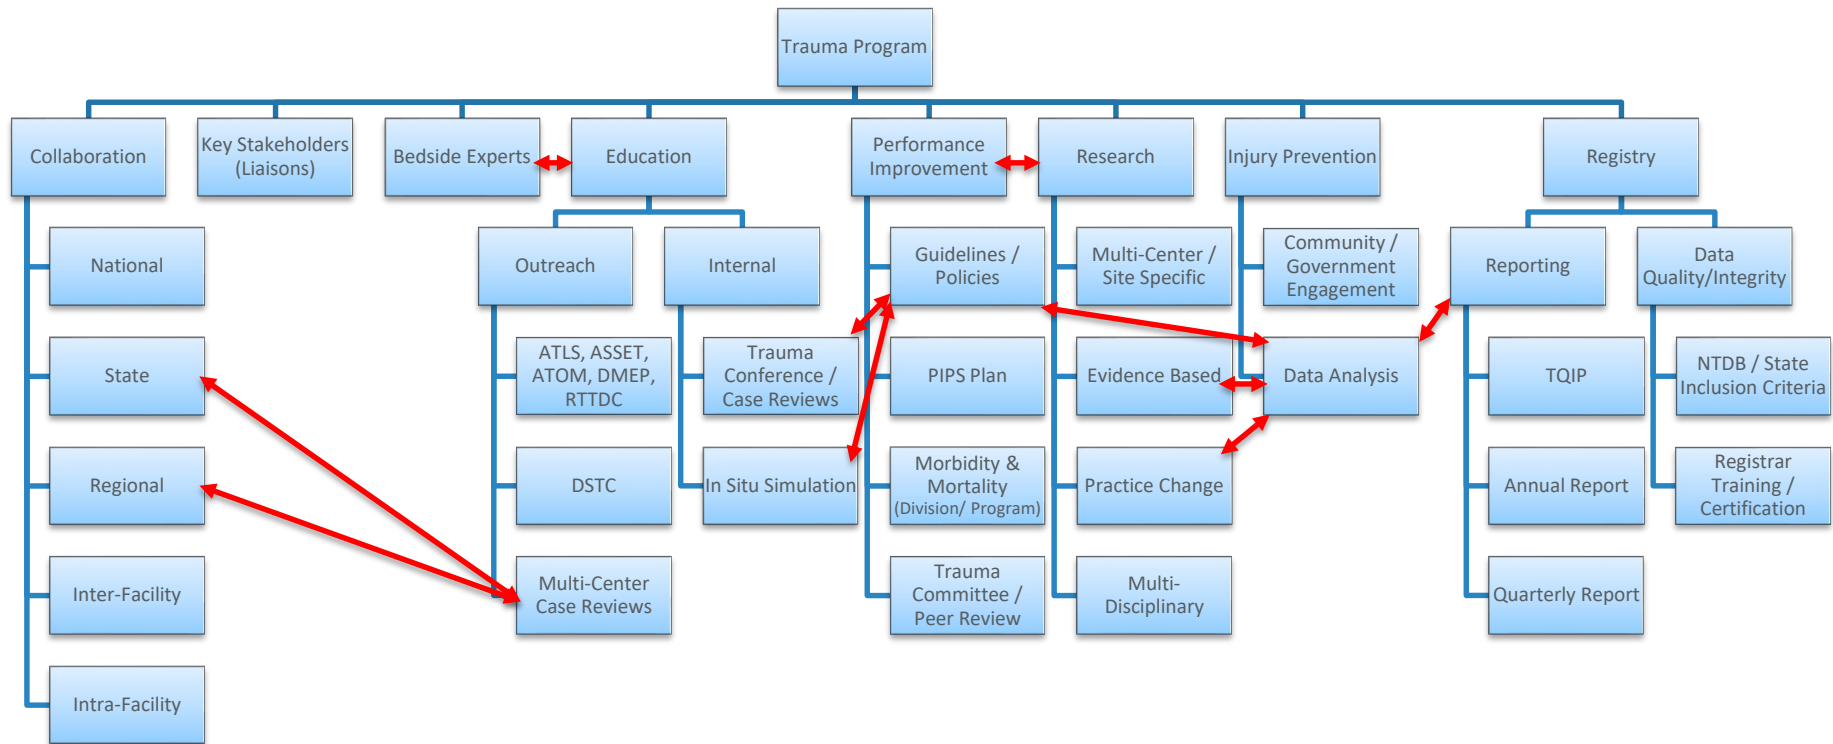 Trauma Program
Collaboration
Key Stakeholders
(Liaisons)
Bedside Experts
Education
Performance
Improvement
Research
Injury Prevention
Registry
National
State
Regional
Inter-Facility
Intra-Facility
Outreach
ATLS, ASSET,
ATOM, DMEP,
RTTDC
DSTC
Multi-Center
Case Reviews
Internal
Trauma
Conference /
Case Reviews
In Situ Simulation
Guidelines /
Policies
PIPS Plan
Morbidity &
Mortality
(Division/ Program)
Trauma
Committee /
Peer Review
Multi-Center /
Site Specific
Evidence Based
Practice Change
Multi-
Disciplinary
Community /
Government
Engagement
Data Analysis
Reporting
TQIP
Annual Report
Quarterly Report
Data
Quality/Integrity
NTDB / State
Inclusion Criteria
Registrar
Training /
Certification